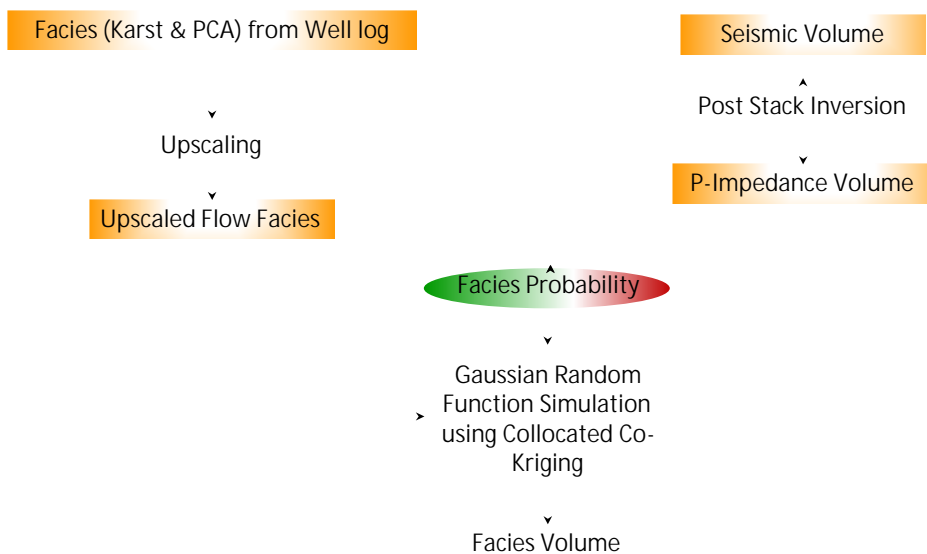 Facies (Karst & PCA) from Well log
Upscaling
Upscaled Flow Facies
Seismic Volume
Post Stack Inversion
P-Impedance Volume
Facies Probability
Gaussian Random
Function Simulation
using Collocated Co-
Kriging
Facies Volume